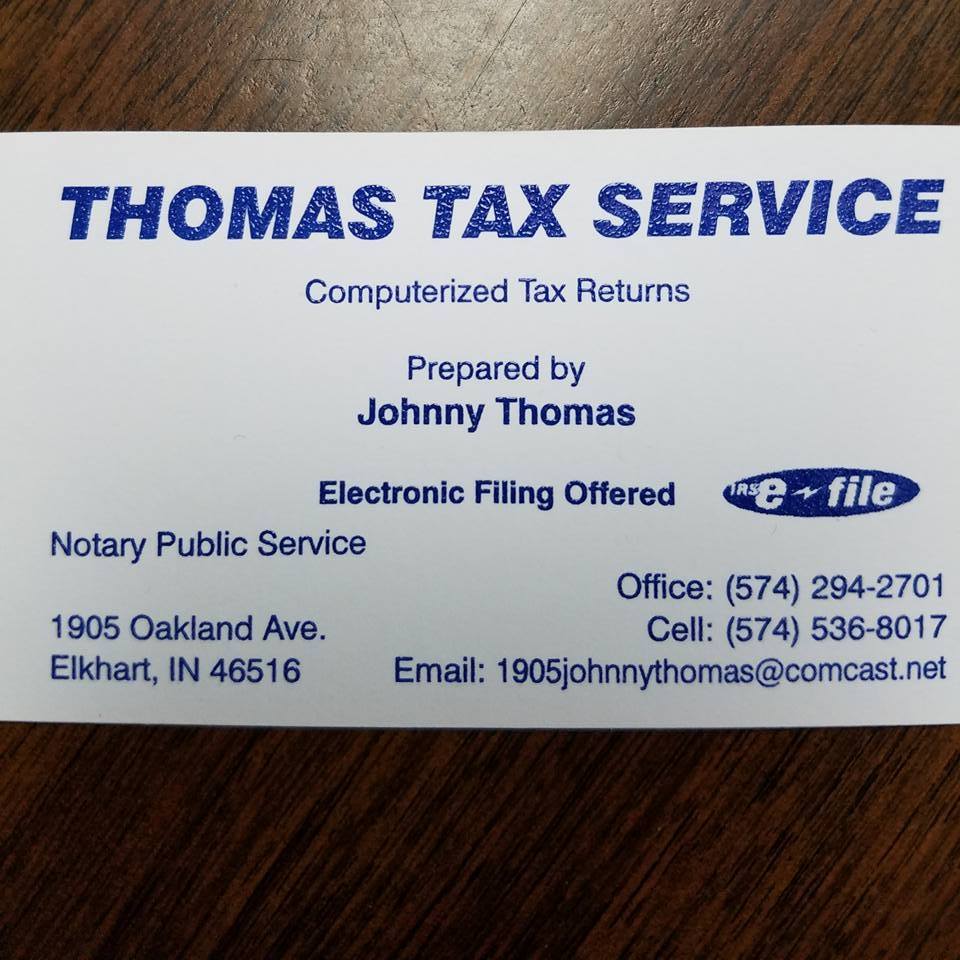 THOMAS TAX SERVICE
Computerized Tax Returns
Prepared by
Johnny Thomas
Electronic Filing Offered
IRS e file
Notary Public Service
1905 Oakland Ave.
Elkhart, IN 46516
Office: (574) 294-2701
Cell: (574) 536-8017
Email: 1905johnnythomas@comcast.net